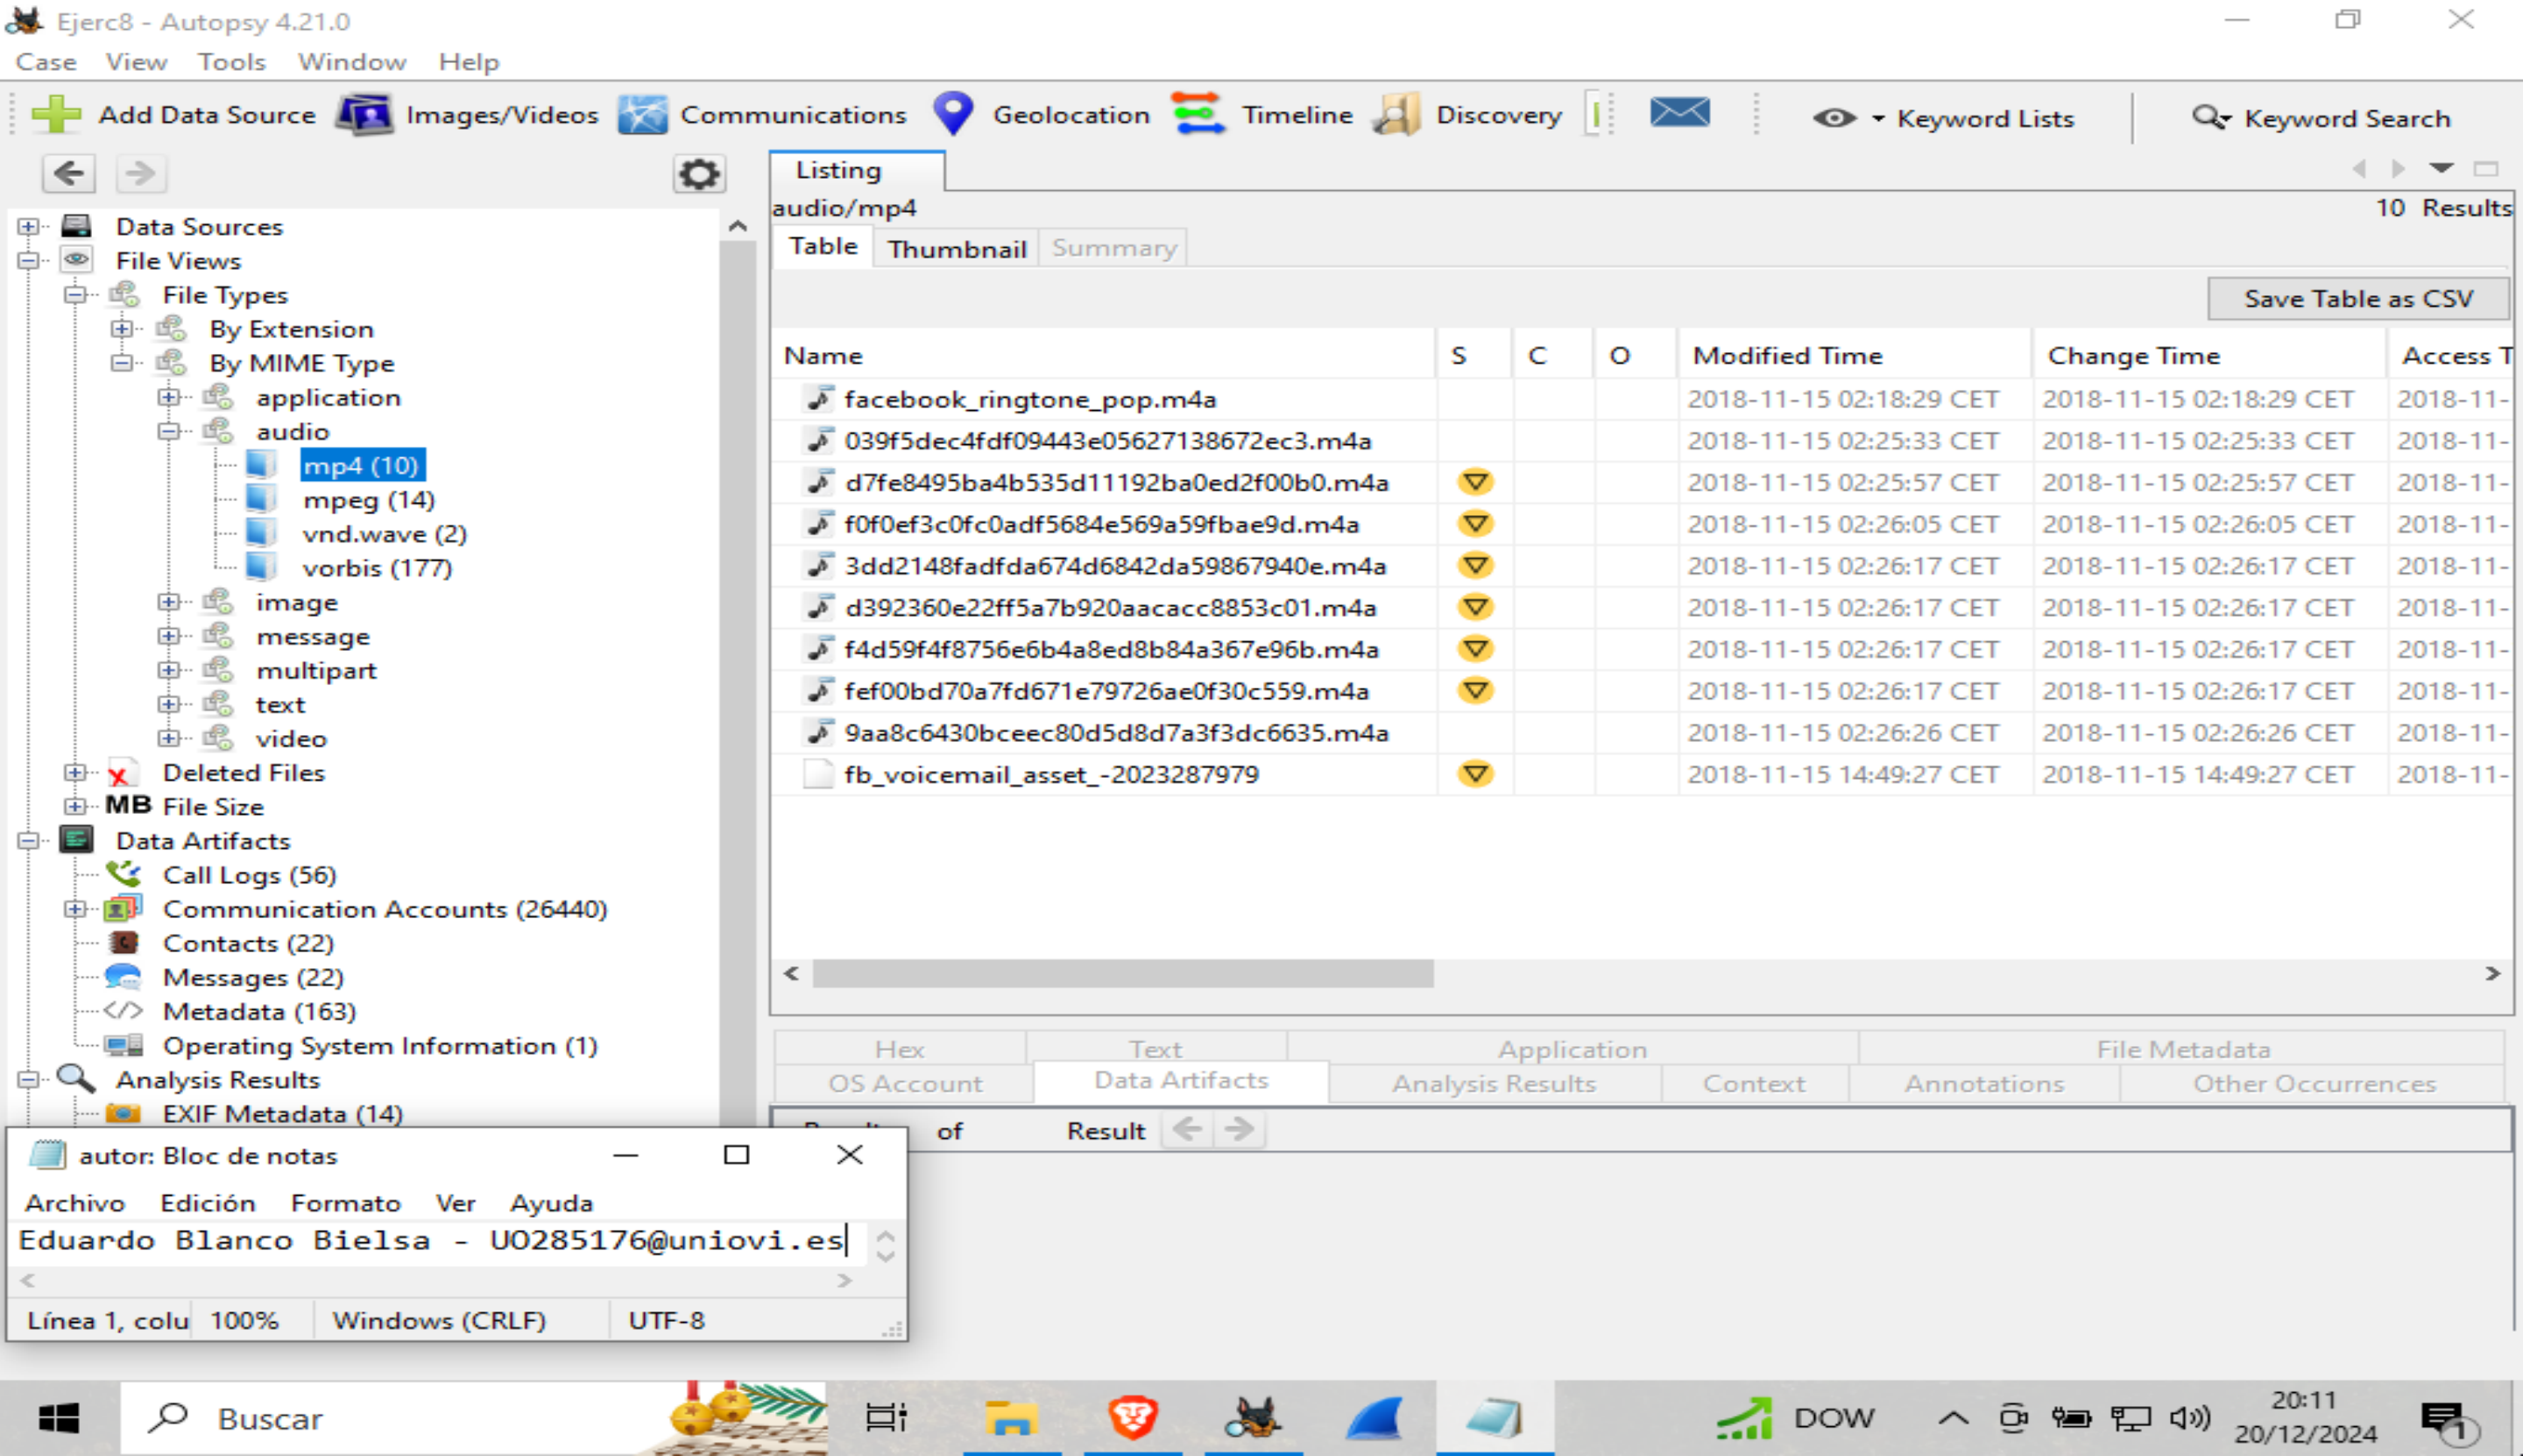 Ejerc8 - Autopsy 4.21.0
Case View Tools Window Help
Add Data Source Images/Videos Communications Geolocation Timeline Discovery Keyword Lists Keyword Search
Data Sources
File Views
File Types
By Extension
By MIME Type
application
audio
mp4 (10)
mpeg (14)
vnd.wave (2)
vorbis (177)
image
message
multipart
text
video
Deleted Files
MB File Size
Data Artifacts
Call Logs (56)
Communication Accounts (26440)
Contacts (22)
Messages (22)
Metadata (163)
Operating System Information (1)
Analysis Results
EXIF Metadata (14)
Listing
audio/mp4 10 Results
Table Thumbnail Summary
Save Table as CSV
Name S C O Modified Time Change Time Access T
facebook_ringtone_pop.m4a 2018-11-15 02:18:29 CET 2018-11-15 02:18:29 CET 2018-11-
039f5dec4fdf09443e05627138672ec3.m4a 2018-11-15 02:25:33 CET 2018-11-15 02:25:33 CET 2018-11-
d7fe8495ba4b535d11192ba0ed2f00b0.m4a 2018-11-15 02:25:57 CET 2018-11-15 02:25:57 CET 2018-11-
f0f0ef3c0fc0adf5684e569a59fbae9d.m4a 2018-11-15 02:26:05 CET 2018-11-15 02:26:05 CET 2018-11-
3dd2148fadfda674d6842da59867940e.m4a 2018-11-15 02:26:17 CET 2018-11-15 02:26:17 CET 2018-11-
d392360e22ff5a7b920aacacc8853c01.m4a 2018-11-15 02:26:17 CET 2018-11-15 02:26:17 CET 2018-11-
f4d59f4f8756e6b4a8ed8b84a367e96b.m4a 2018-11-15 02:26:17 CET 2018-11-15 02:26:17 CET 2018-11-
fef00bd70a7fd671e79726ae0f30c559.m4a 2018-11-15 02:26:17 CET 2018-11-15 02:26:17 CET 2018-11-
9aa8c6430bceec80d5d8d7a3f3dc6635.m4a 2018-11-15 02:26:26 CET 2018-11-15 02:26:26 CET 2018-11-
fb_voicemail_asset_-2023287979 2018-11-15 14:49:27 CET 2018-11-15 14:49:27 CET 2018-11-
Hex Text Application File Metadata
OS Account Data Artifacts Analysis Results Context Annotations Other Occurrences
of Result
autor: Bloc de notas
Archivo Edición Formato Ver Ayuda
Eduardo Blanco Bielsa - UO285176@uniovi.es
Línea 1, colu 100% Windows (CRLF) UTF-8
Buscar DOW 20:11
20/12/2024
1